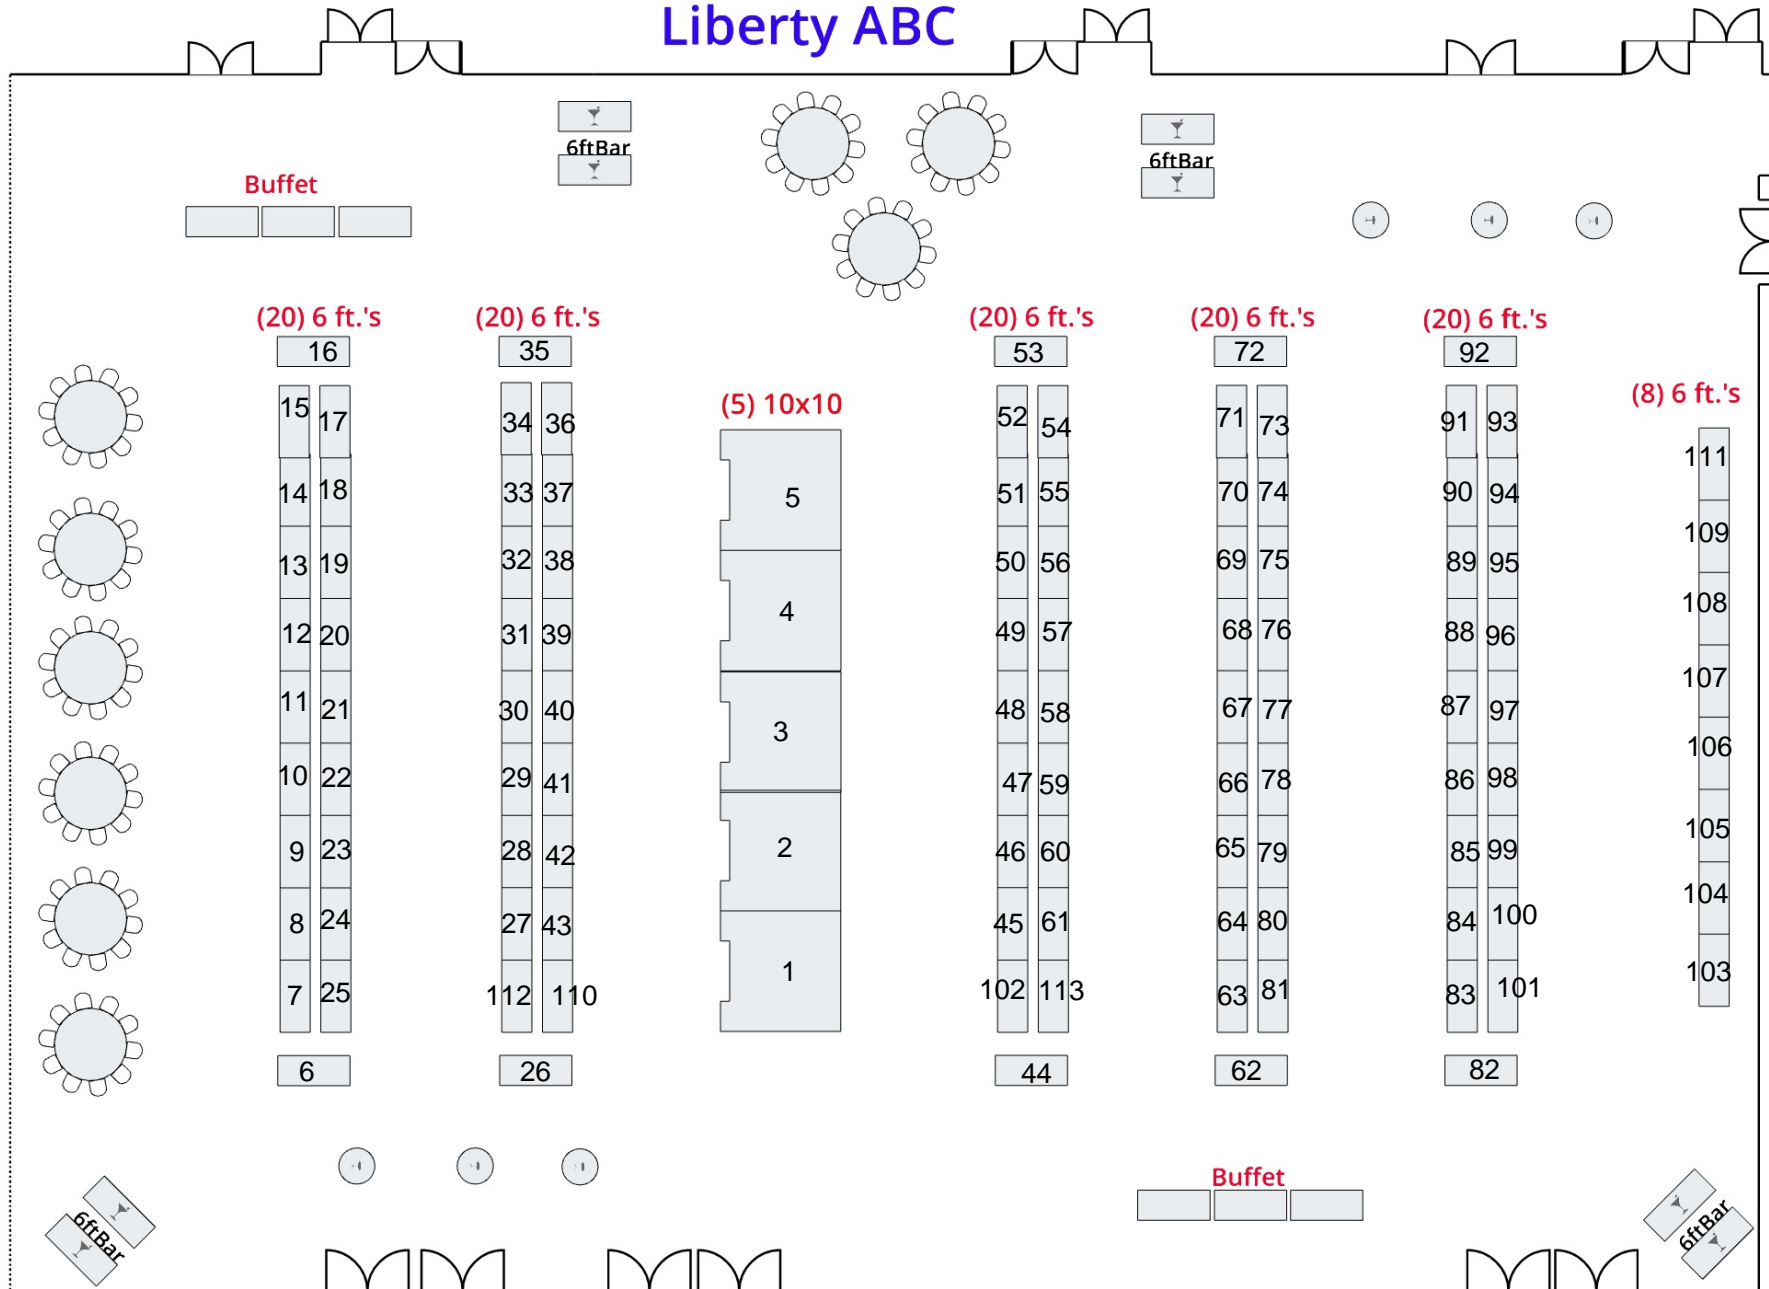 Liberty ABC
6ftBar
6ftBar
Buffet
(20) 6 ft.'s (20) 6 ft.'s (20) 6 ft.'s (20) 6 ft.'s (20) 6 ft.'s
16 35 53 72 92
(5) 10x10 (8) 6 ft.'s
15 17 34 36 52 54 71 73 91 93
111
14 18 33 37 5 51 55 70 74 90 94
109
13 19 32 38 50 56 69 75 89 95
108
12 20 31 39 4 49 57 68 76 88 96
107
11 21 30 40 3 48 58 67 77 87 97
106
10 22 29 41 47 59 66 78 86 98
105
9 23 28 42 2 46 60 65 79 85 99
104
8 24 27 43 45 61 64 80 84 100
103
7 25 112 110 1 102 113 63 81 83 101
6 26 44 62 82
Buffet
6ftBar
6ftBar